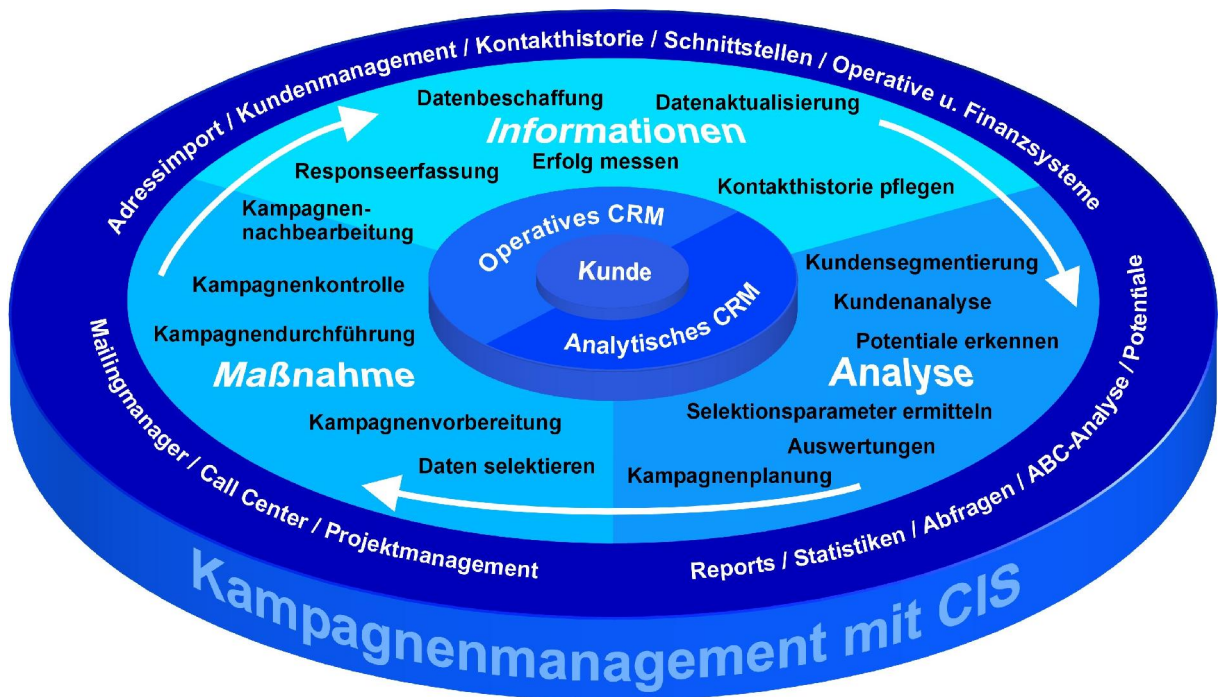 Adressimport / Kundenmanagement / Kontakthistorie / Schnittstellen / Operative u. Finanzsysteme
Datenbeschaffung
Datenaktualisierung
Informationen
Responseerfassung
Erfolg messen
Kontakthistorie pflegen
Kampagnen-
nachbearbeitung
Operatives CRM
Kunde
Analytisches CRM
Kundensegmentierung
Kampagnenkontrolle
Kundenanalyse
Kampagnendurchführung
Potentiale erkennen
Maßnahme
Analyse
Kampagnenvorbereitung
Selektionsparameter ermitteln
Auswertungen
Daten selektieren
Kampagnenplanung
Mailingmanager / Call Center / Projektmanagement
Reports / Statistiken / Abfragen / ABC-Analyse / Potentiale
Kampagnenmanagement mit CIS